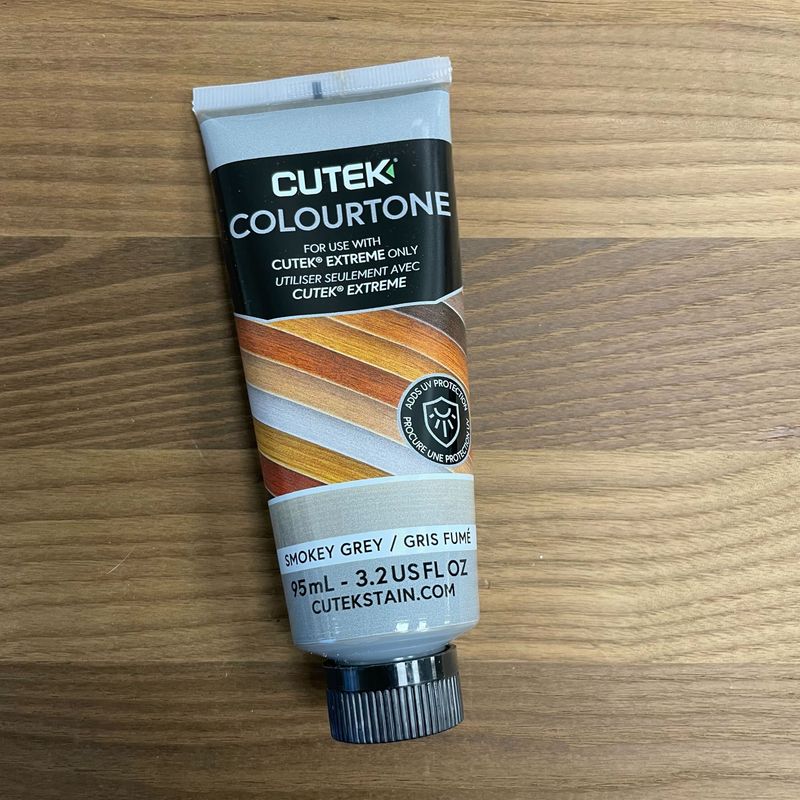 CUTEK®
COLOURTONE
FOR USE WITH
CUTEK® EXTREME ONLY
UTILISER SEULEMENT AVEC
CUTEK® EXTREME
ADDS UV PROTECTION
PROCURE UNE PROTECTION UV
SMOKEY GREY / GRIS FUMÉ
95mL - 3.2 US FL OZ
CUTEKSTAIN.COM